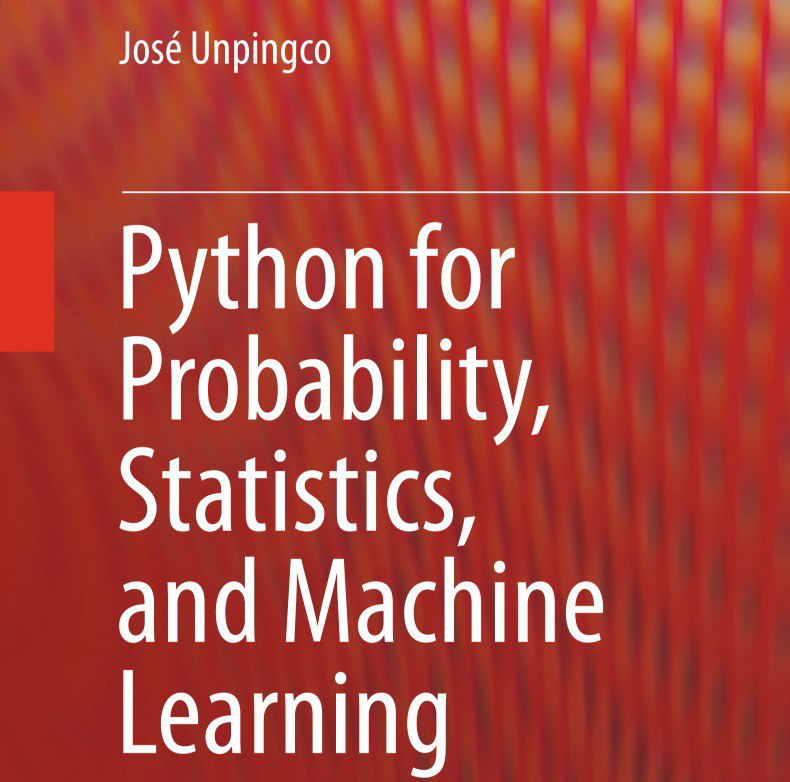 José Unpingco
Python for
Probability,
Statistics,
and Machine
Learning